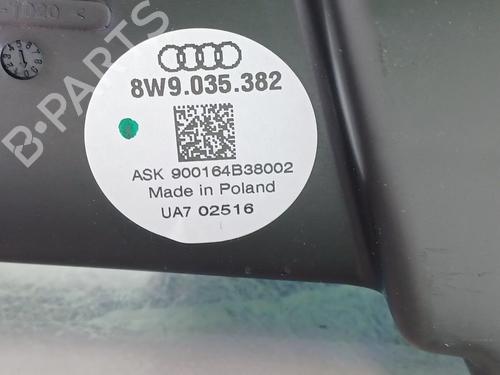 B-PARTS
8W9.035.382
ASK 900164B38002
Made in Poland
UA7 02516